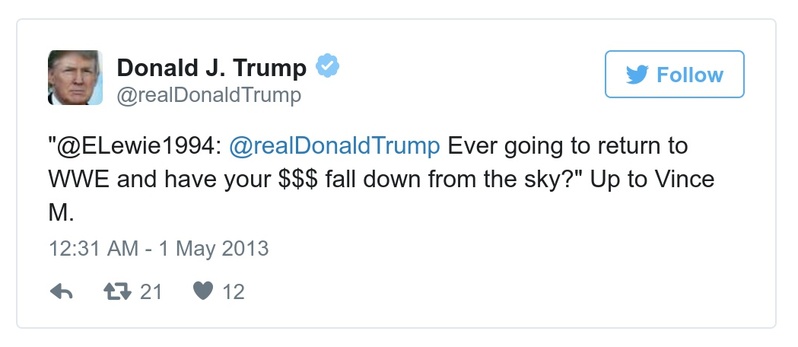 Donald J. Trump
@realDonaldTrump
Follow
"@ELewie1994: @realDonaldTrump Ever going to return to
WWE and have your $$$ fall down from the sky?" Up to Vince
M.
12:31 AM - 1 May 2013
21 12